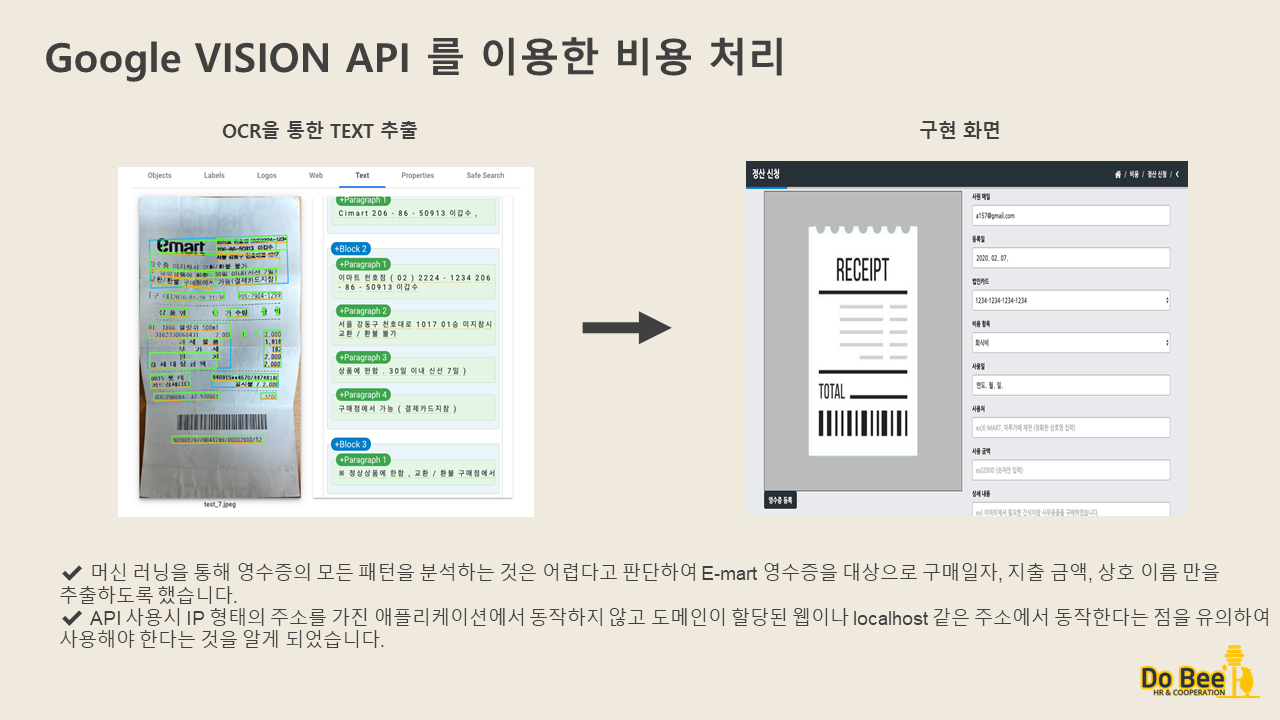 Google VISION API 를 이용한 비용 처리
OCR을 통한 TEXT 추출
Objects Labels Logos Web Text Properties Safe Search
emart
+Paragraph 1
Cimart 206 - 86 - 50913 이갑수 ,
+Block 2
+Paragraph 1
이마트 천호점 ( 02 ) 2224 - 1234 206
- 86 - 50913 이갑수
+Paragraph 2
서울 강동구 천호대로 1017 01숭 미지참시
교환 / 환불 불가
+Paragraph 3
상품에 한함 . 30일 이내 신선 7일 )
+Paragraph 4
구매점에서 가능 ( 결제카드지참 )
+Block 3
+Paragraph 1
※ 정상상품에 한함 , 교환 / 환불 구매점에서
test_7.jpeg
구현 화면
정산 신청
/ 비용 / 정산 신청 /
RECEIPT
TOTAL
영수증 등록
사원 메일
a157@gmail.com
등록일
2020. 02. 07.
법인카드
1234-1234-1234-1234
비용 항목
회식비
사용일
연도. 월. 일.
사용처
ex)E-MART, 마루가메 제면 (정확한 상호명 입력)
사용 금액
ex)2000 (숫자만 입력)
상세 내용
ex) 이마트에서 필요한 간식이랑 사무용품을 구매하였습니다.
✔ 머신 러닝을 통해 영수증의 모든 패턴을 분석하는 것은 어렵다고 판단하여 E-mart 영수증을 대상으로 구매일자, 지출 금액, 상호 이름 만을
추출하도록 했습니다.
✔ API 사용시 IP 형태의 주소를 가진 애플리케이션에서 동작하지 않고 도메인이 할당된 웹이나 localhost 같은 주소에서 동작한다는 점을 유의하여
사용해야 한다는 것을 알게 되었습니다.
Do Bee
HR & COOPERATION